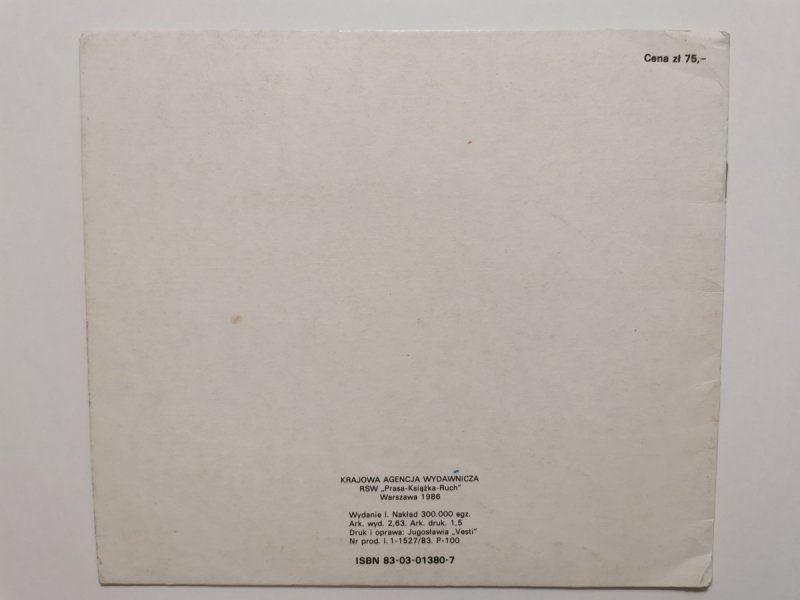 Cena zł 75,-
KRAJOWA AGENCJA WYDAWNICZA
RSW „Prasa-Książka-Ruch"
Warszawa 1986
Wydanie I. Nakład 300.000 egz.
Ark. wyd. 2,63. Ark. druk. 1,5
Druk i oprawa: Jugosławia „Vesti"
Nr prod. I. 1-1527/83. P-100
ISBN 83-03-01380-7